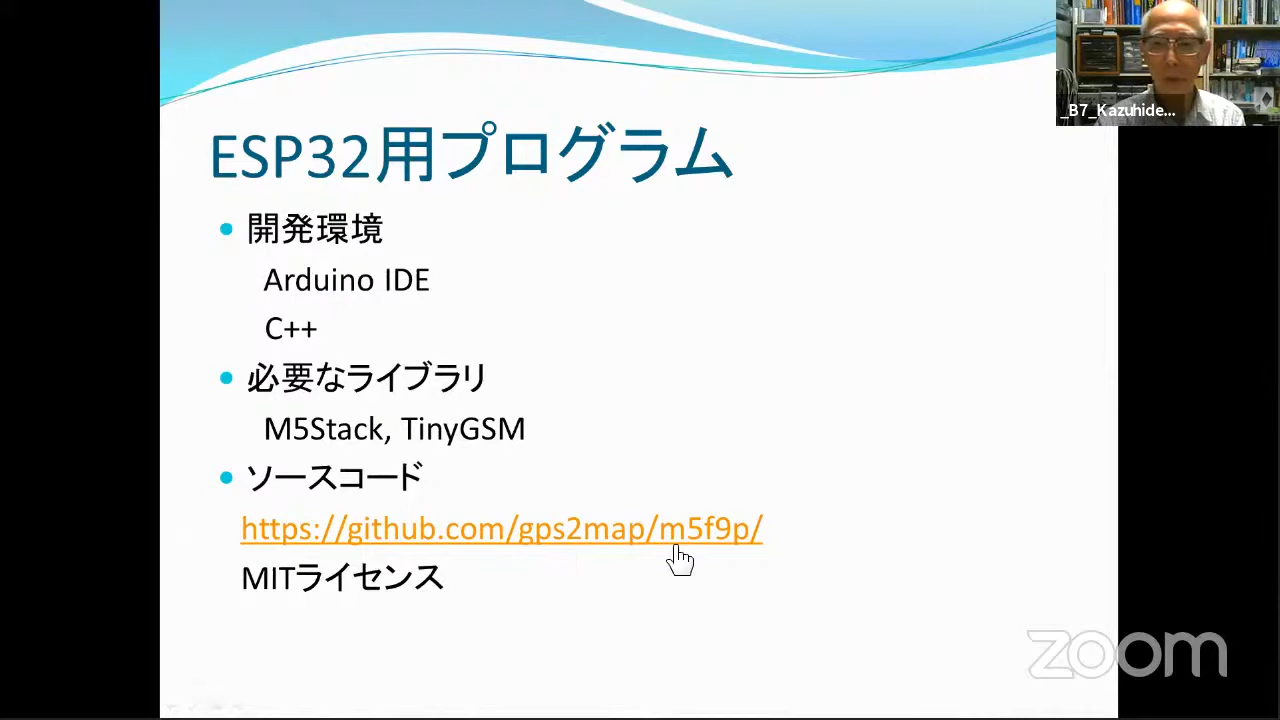 _B7_Kazuhide...
ESP32用プログラム
開発環境
Arduino IDE
C++
必要なライブラリ
M5Stack, TinyGSM
ソースコード
https://github.com/gps2map/m5f9p/
MITライセンス
zoom